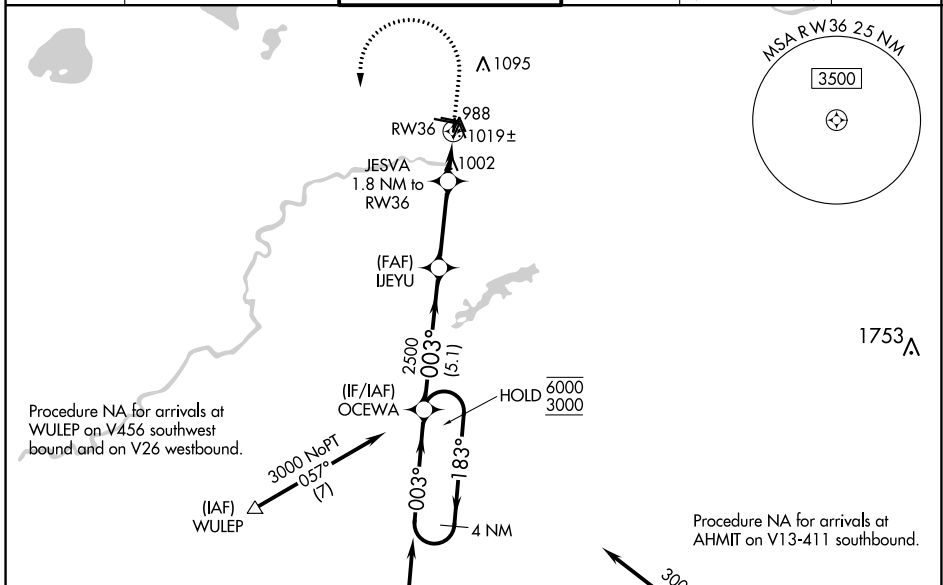 1095
MSA RW36 25 NM
3500
988
RW36
1019±
JESVA
1.8 NM to
RW36
1002
(FAF)
IJEYU
1753
2500
003°
(5.1)
(IF/IAF)
OCEWA
HOLD 6000
3000
Procedure NA for arrivals at
WULEP on V456 southwest
bound and on V26 westbound.
3000 NoPT
057°
(7)
(IAF)
WULEP
003°
183°
4 NM
Procedure NA for arrivals at
AHMIT on V13-411 southbound.